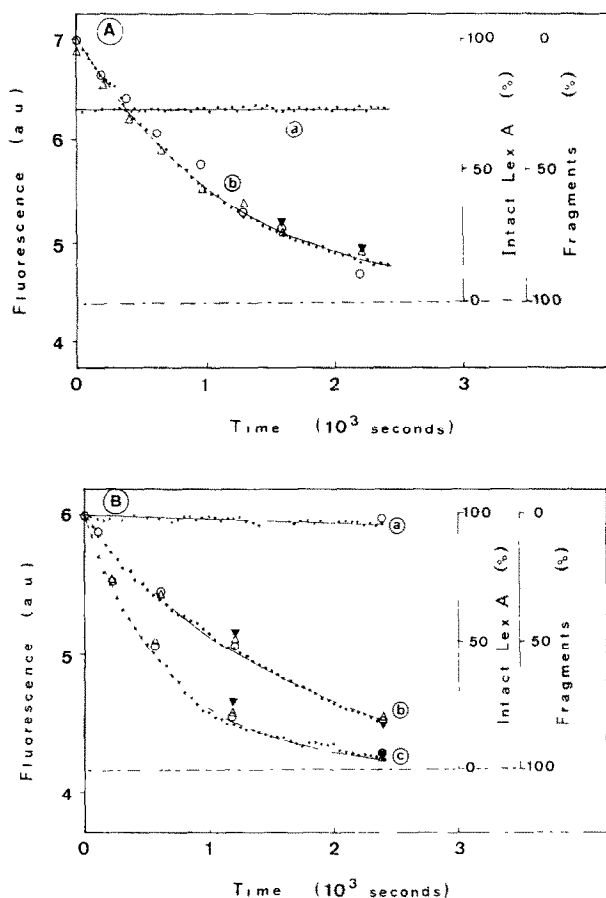 A
7
6
5
4
Fluorescence (a u)
a
b
100
50
0
Intact Lex A (%)
0
50
100
Fragments (%)
0
1
2
3
Time (10³ seconds)
B
6
5
4
Fluorescence (a u)
a
b
c
100
50
0
Intact Lex A (%)
0
50
100
Fragments (%)
0
1
2
3
Time (10³ seconds)